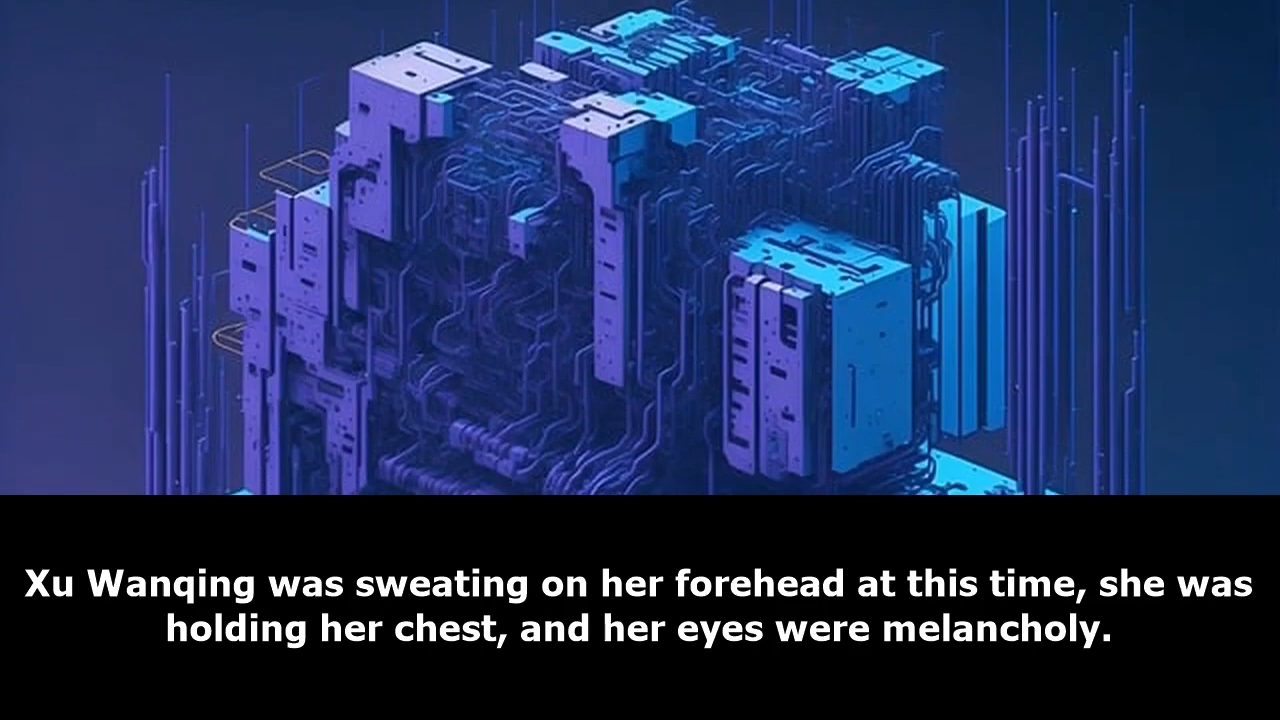 Xu Wanqing was sweating on her forehead at this time, she was
holding her chest, and her eyes were melancholy.